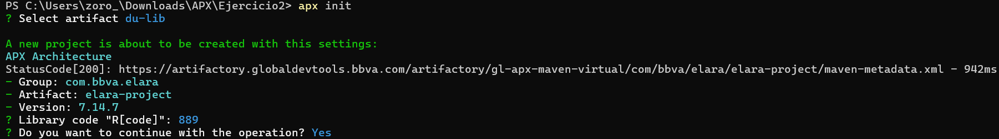 PS C:\Users\zoro_\Downloads\APX\Ejercicio2> apx init
? Select artifact du-lib
A new project is about to be created with this settings:
APX Architecture
StatusCode[200]: https://artifactory.globaldevtools.bbva.com/artifactory/gl-apx-maven-virtual/com/bbva/elara/elara-project/maven-metadata.xml - 942ms
- Group: com.bbva.elara
- Artifact: elara-project
- Version: 7.14.7
? Library code "R[code]": 889
? Do you want to continue with the operation? Yes